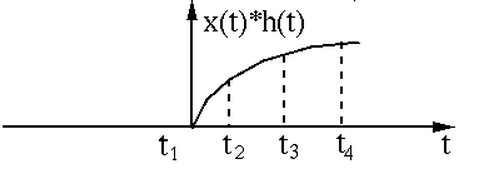 x(t)*h(t)
t₁ t₂ t₃ t₄ t